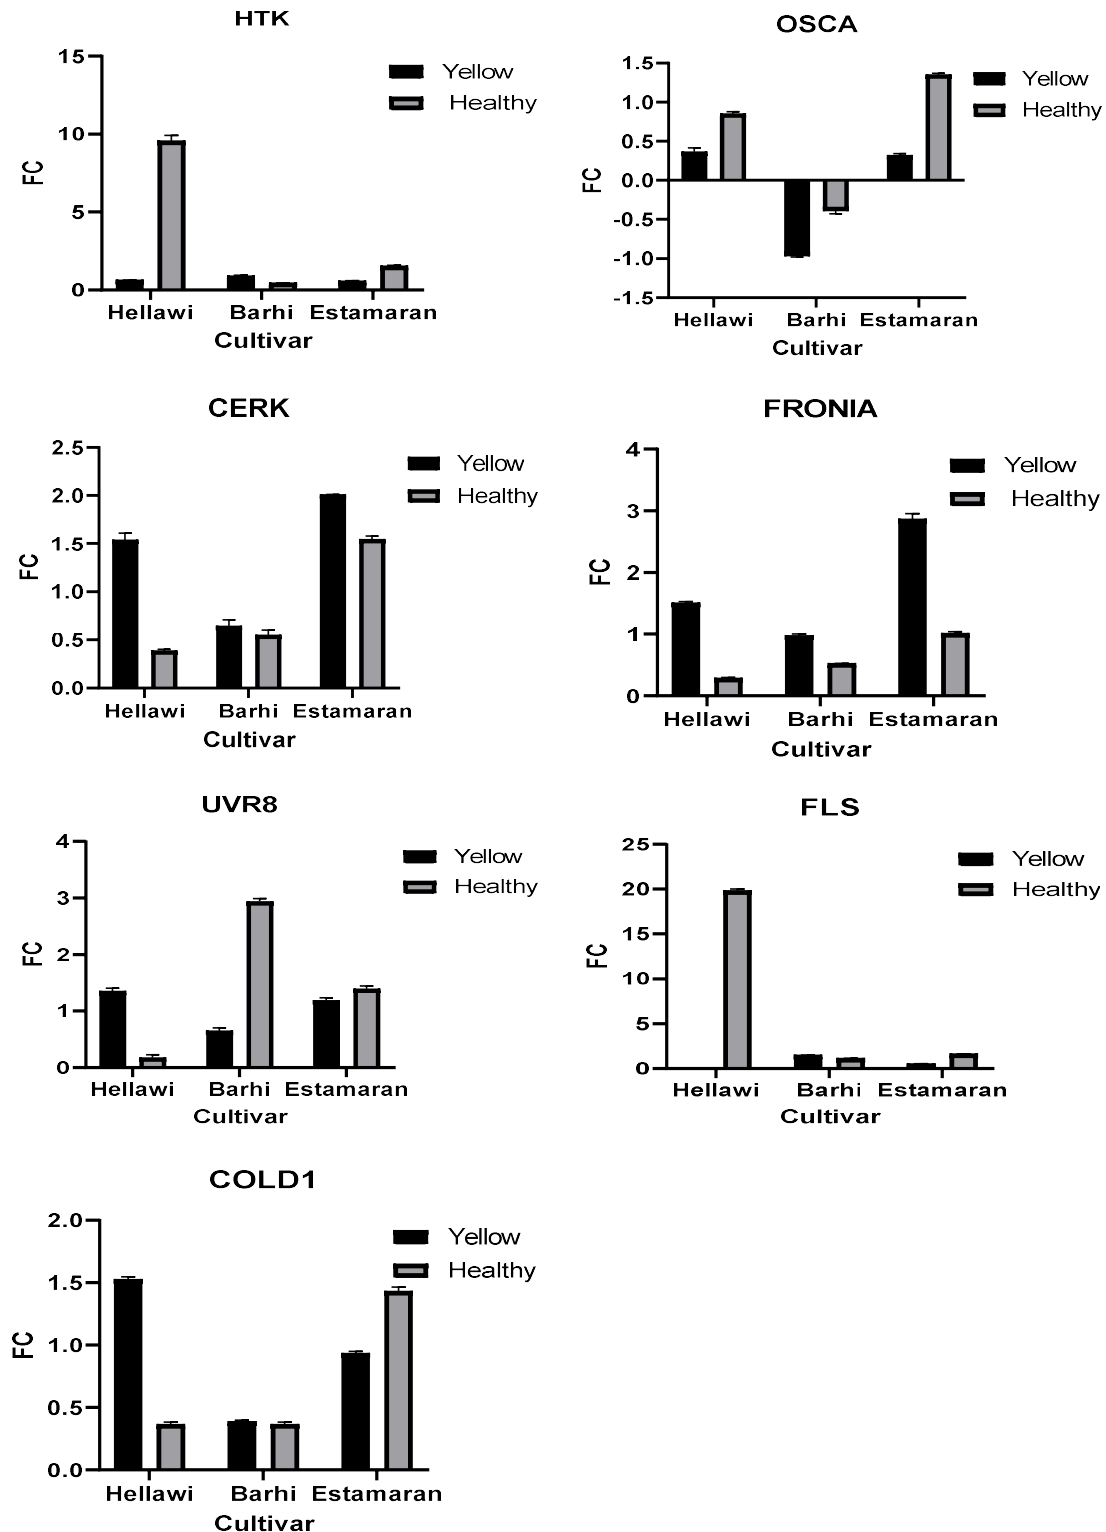 HTK
15
10
5
0
FC
Yellow
Healthy
Hellawi Barhi Estamaran
Cultivar
OSCA
1.5
1.0
0.5
0.0
-0.5
-1.0
-1.5
FC
Yellow
Healthy
Hellawi Barhi Estamaran
Cultivar
CERK
2.5
2.0
1.5
1.0
0.5
0.0
FC
Yellow
Healthy
Hellawi Barhi Estamaran
Cultivar
FRONIA
4
3
2
1
0
FC
Yellow
Healthy
Hellawi Barhi Estamaran
Cultivar
UVR8
4
3
2
1
0
FC
Yellow
Healthy
Hellawi Barhi Estamaran
Cultivar
FLS
25
20
15
10
5
0
FC
Yellow
Healthy
Hellawi Barhi Estamaran
Cultivar
COLD1
2.0
1.5
1.0
0.5
0.0
FC
Yellow
Healthy
Hellawi Barhi Estamaran
Cultivar